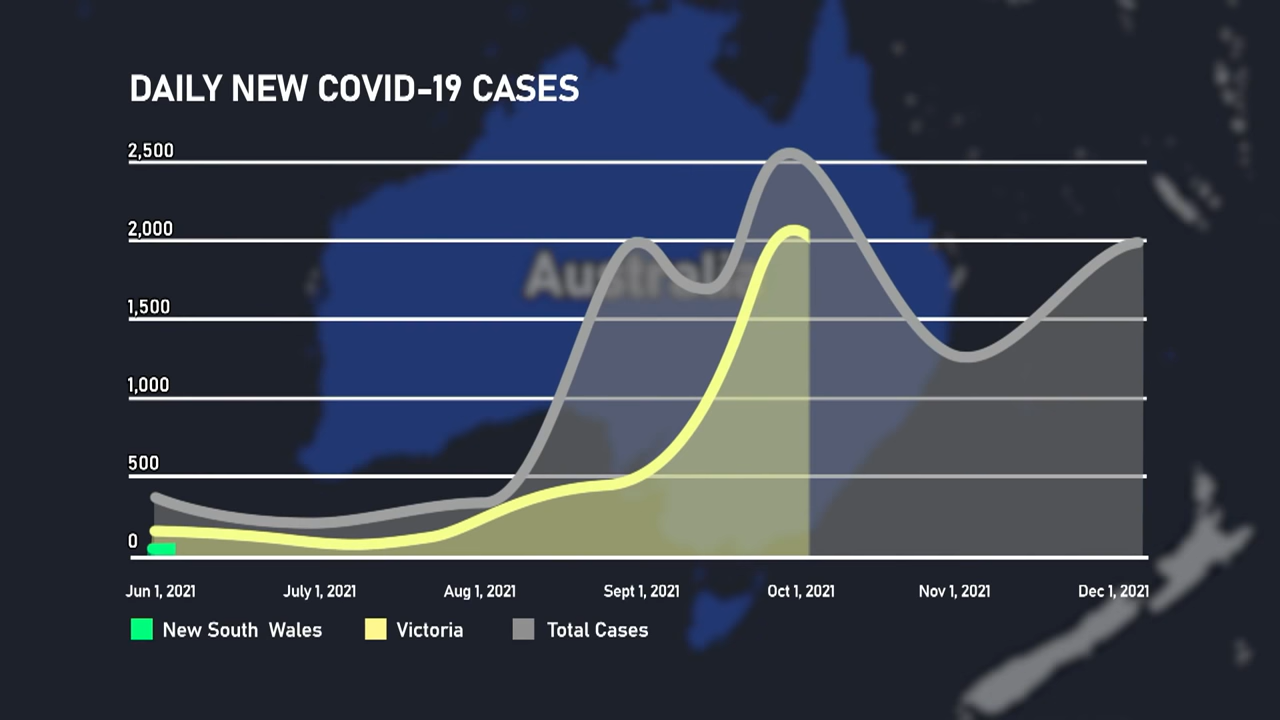 DAILY NEW COVID-19 CASES
2,500
2,000
Australia
1,500
1,000
500
0
Jun 1, 2021 July 1, 2021 Aug 1, 2021 Sept 1, 2021 Oct 1, 2021 Nov 1, 2021 Dec 1, 2021
New South Wales Victoria Total Cases